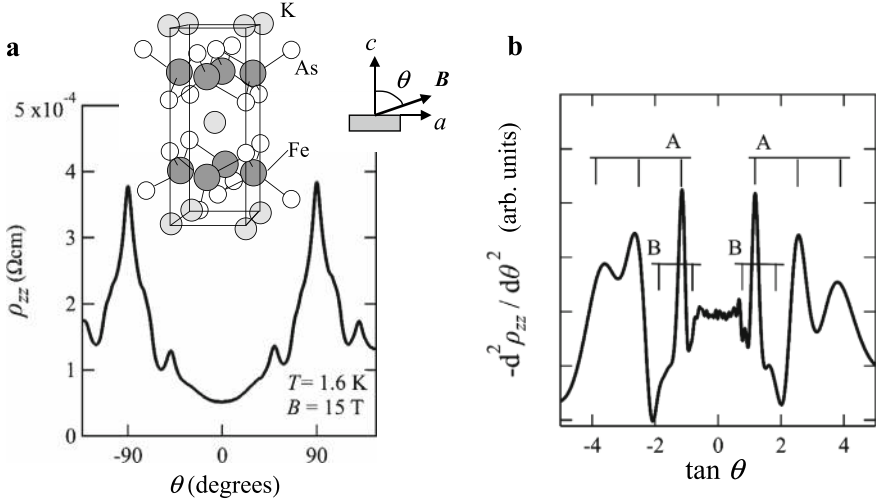 a
K
As
Fe
c
θ
B
a
5 x10⁻⁴
4
3
2
1
0
ρzz (Ωcm)
-90
0
90
θ (degrees)
T= 1.6 K
B = 15 T
b
A
A
B
B
-d²ρzz / dθ² (arb. units)
-4
-2
0
2
4
tan θ